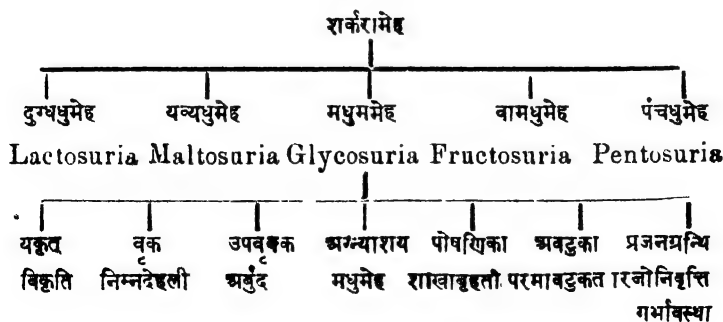 शर्करामेह
दुग्धधुमेह यव्यधुमेह मधुममेह वामधुमेह पंचधुमेह
Lactosuria Maltosuria Glycosuria Fructosuria Pentosuria
यकृत् वृक उपवृक्क अग्न्याशय पोषणिका अवटुका प्रजनग्रन्थि
विकृति निम्नदेहली अर्बुद मधुमेह शाखाबृहती परमावटुकता रजोनिवृत्ति
गर्भावस्था